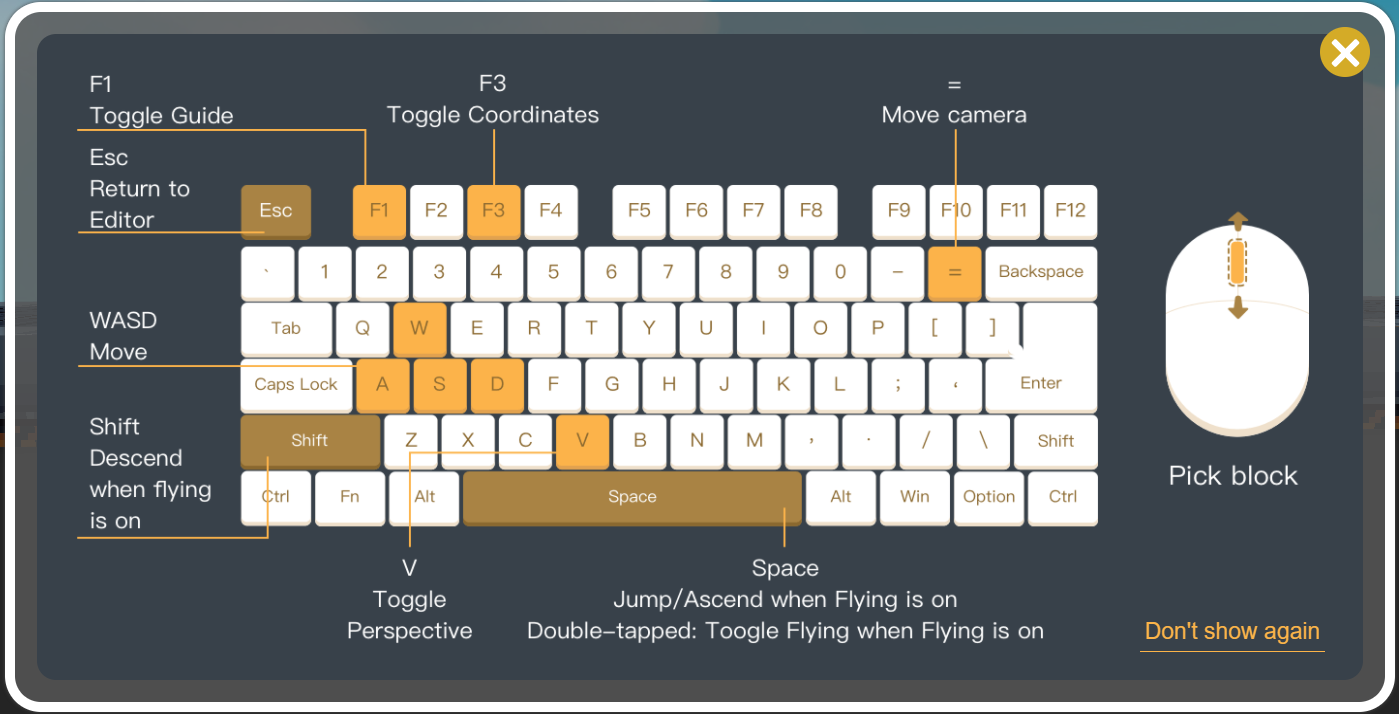 F1
Toggle Guide
F3
Toggle Coordinates
=
Move camera
Esc
Return to
Editor
Esc F1 F2 F3 F4 F5 F6 F7 F8 F9 F10 F11 F12
` 1 2 3 4 5 6 7 8 9 0 - = Backspace
WASD
Move
Tab Q W E R T Y U I O P [ ]
Caps Lock A S D F G H J K L ; ‘ Enter
Shift
Descend
when flying
is on
Shift Z X C V B N M , . / \ Shift
Ctrl Fn Alt Space Alt Win Option Ctrl
Pick block
V
Toggle
Perspective
Space
Jump/Ascend when Flying is on
Double-tapped: Toogle Flying when Flying is on
Don't show again